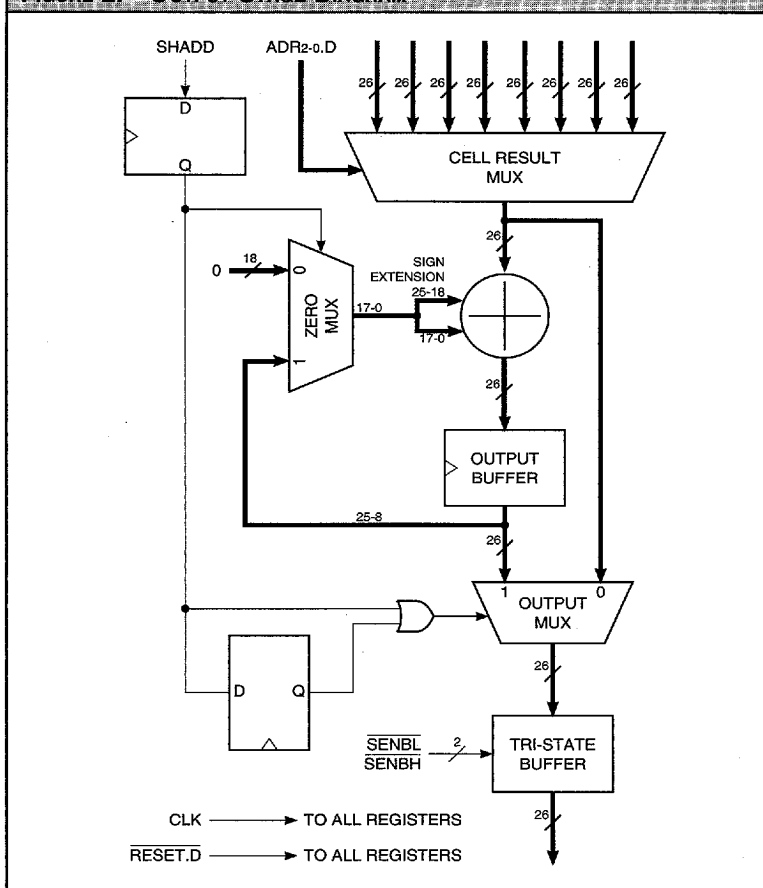 SHADD
ADR2-0.D
26 26 26 26 26 26 26 26
D
Q
CELL RESULT
MUX
26
0
18
0
ZERO
MUX
1
17-0
SIGN
EXTENSION
25-18
17-0
26
OUTPUT
BUFFER
25-8
26
1
0
OUTPUT
MUX
D
Q
26
SENBL
SENBH
2
TRI-STATE
BUFFER
26
CLK
TO ALL REGISTERS
RESET.D
TO ALL REGISTERS